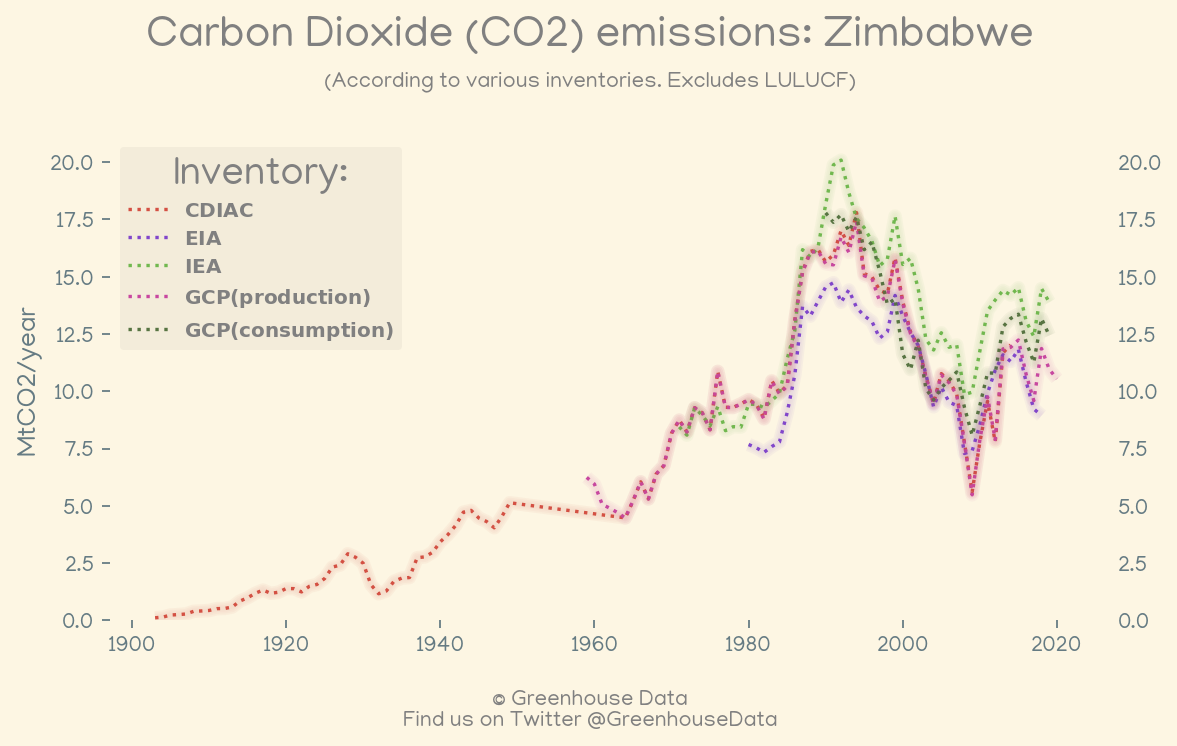 Carbon Dioxide (CO2) emissions: Zimbabwe
(According to various inventories. Excludes LULUCF)
Inventory:
CDIAC
EIA
IEA
GCP(production)
GCP(consumption)
MtCO2/year
20.0
17.5
15.0
12.5
10.0
7.5
5.0
2.5
0.0
20.0
17.5
15.0
12.5
10.0
7.5
5.0
2.5
0.0
1900 1920 1940 1960 1980 2000 2020
© Greenhouse Data
Find us on Twitter @GreenhouseData